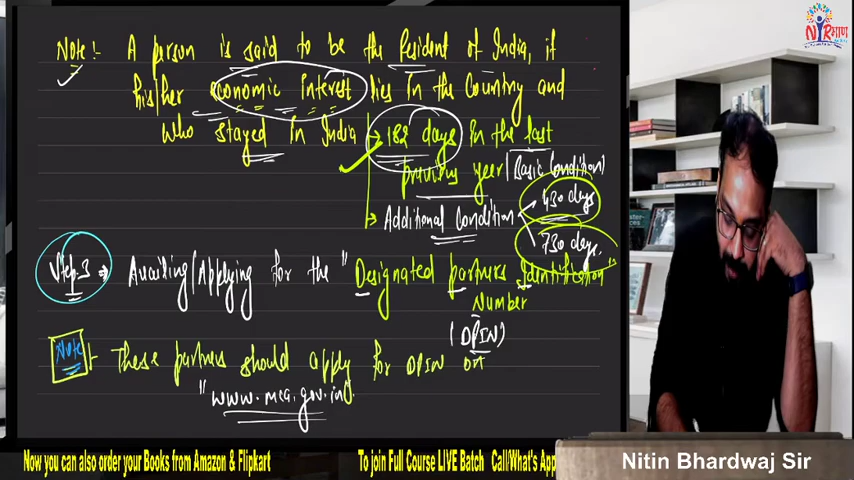 Note :- A person is said to be the Resident of India, if
his/her economic interest lies in the Country and
who stayed in India → 182 days in the last
previous year (Basic Condition)
→ Additional Condition 430 days
730 days.
Step-3 ⇒ Availing/Applying for the "Designated partners Identification"
Number
(DPIN)
Note :- These partners should apply for DPIN on
"www.mca.gov.in".
Now you can also order your Books from Amazon & Flipkart
To join Full Course LIVE Batch Call/What's App
Nitin Bhardwaj Sir